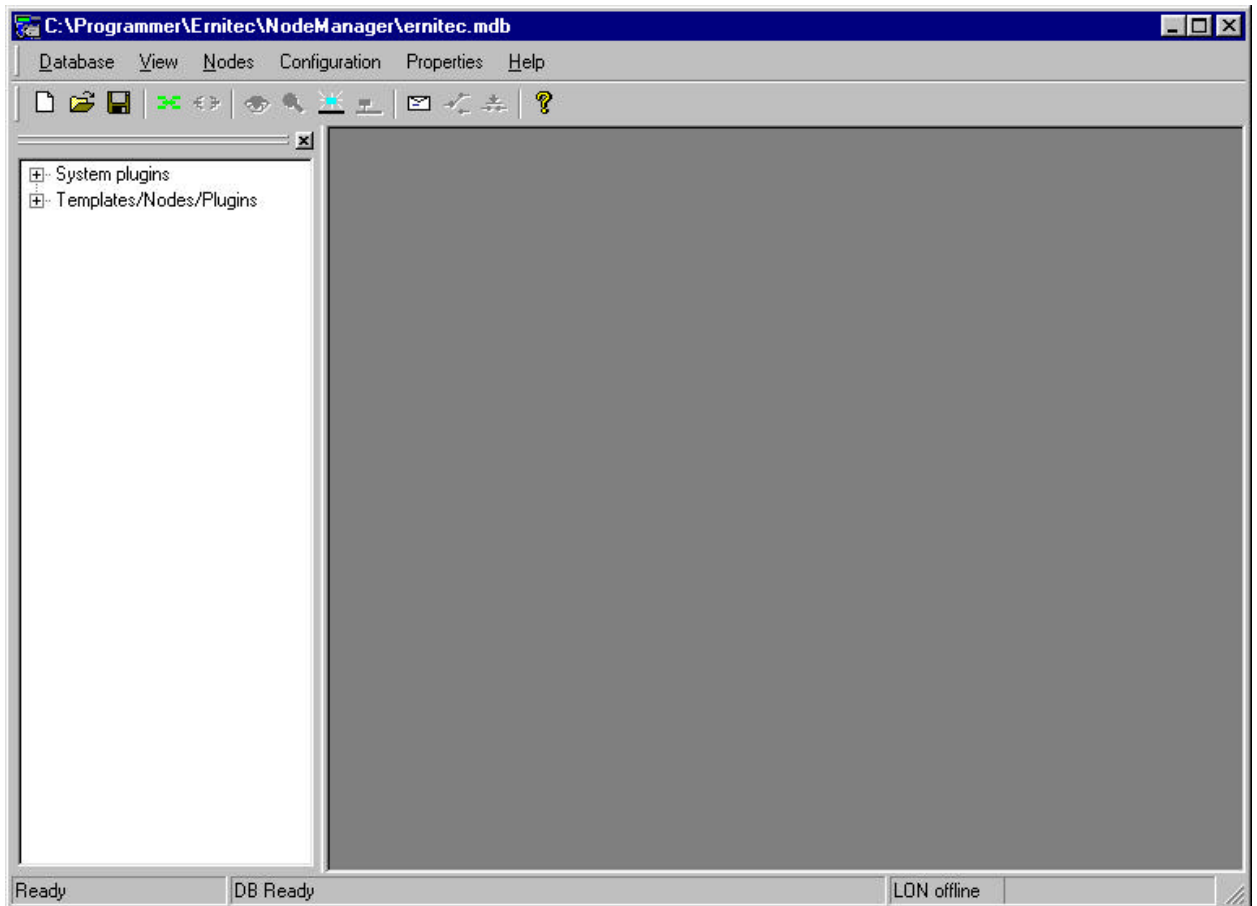 C:\Programmer\Ernitec\NodeManager\ernitec.mdb
Database View Nodes Configuration Properties Help
System plugins
Templates/Nodes/Plugins
Ready DB Ready LON offline